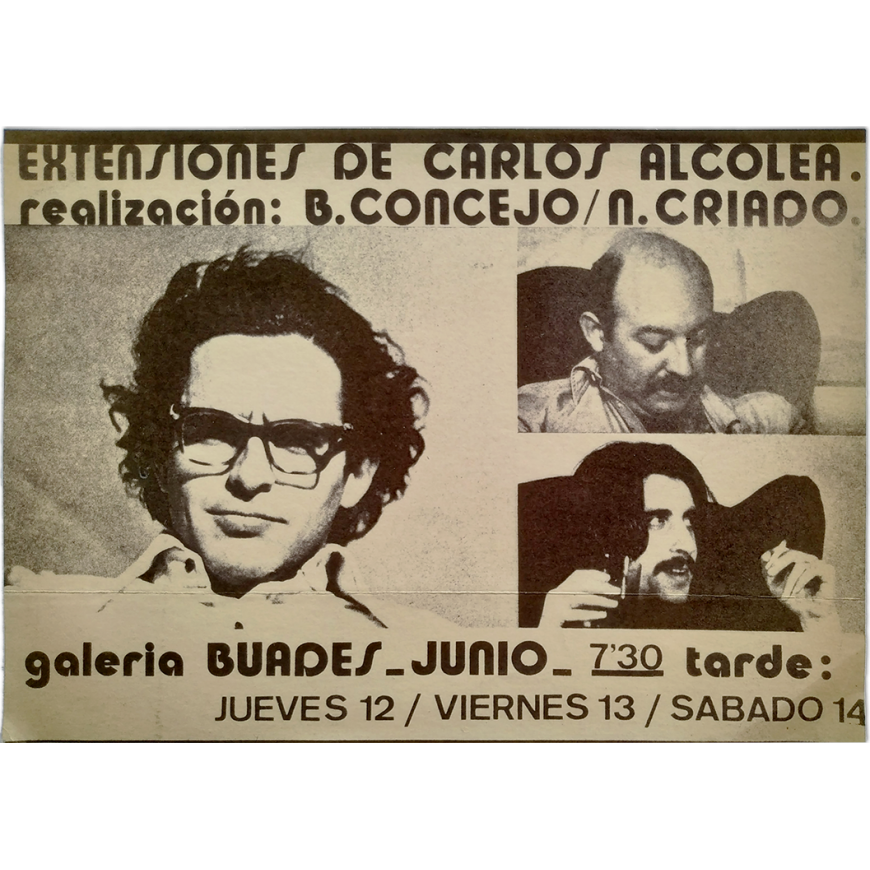 EXTENSIONES DE CARLOS ALCOLEA.
realización: B.CONCEJO/N.CRIADO.
galeria BUADES_JUNIO_ 7'30 tarde:
JUEVES 12 / VIERNES 13 / SABADO 14